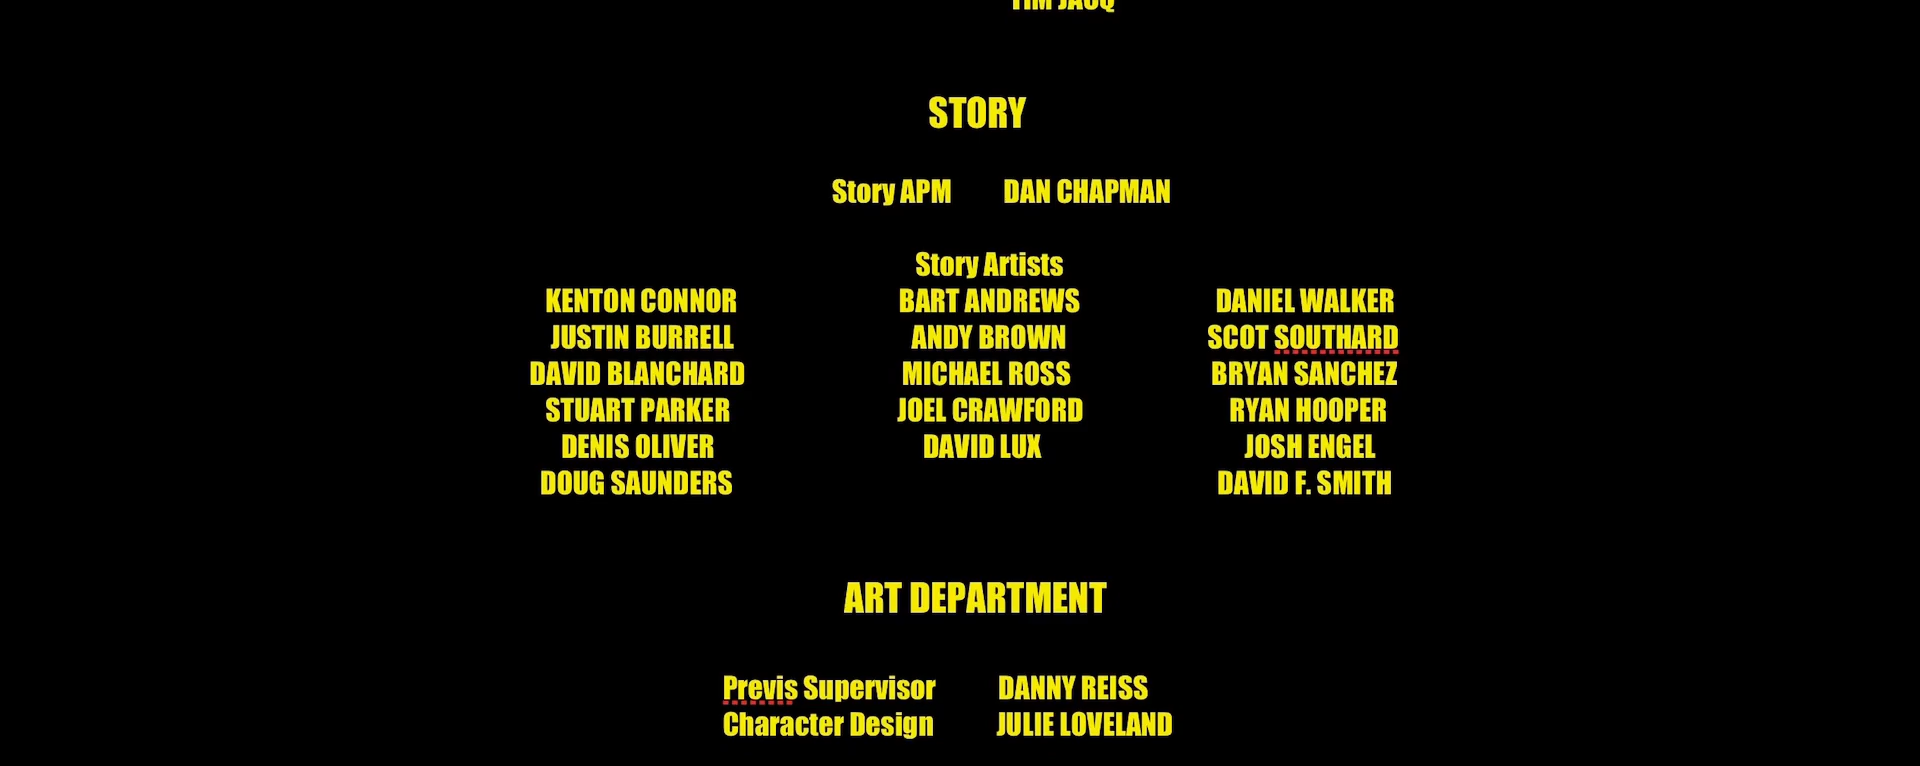 TIM JACQ
STORY
Story APM DAN CHAPMAN
Story Artists
KENTON CONNOR BART ANDREWS DANIEL WALKER
JUSTIN BURRELL ANDY BROWN SCOT SOUTHARD
DAVID BLANCHARD MICHAEL ROSS BRYAN SANCHEZ
STUART PARKER JOEL CRAWFORD RYAN HOOPER
DENIS OLIVER DAVID LUX JOSH ENGEL
DOUG SAUNDERS DAVID F. SMITH
ART DEPARTMENT
Previs Supervisor DANNY REISS
Character Design JULIE LOVELAND